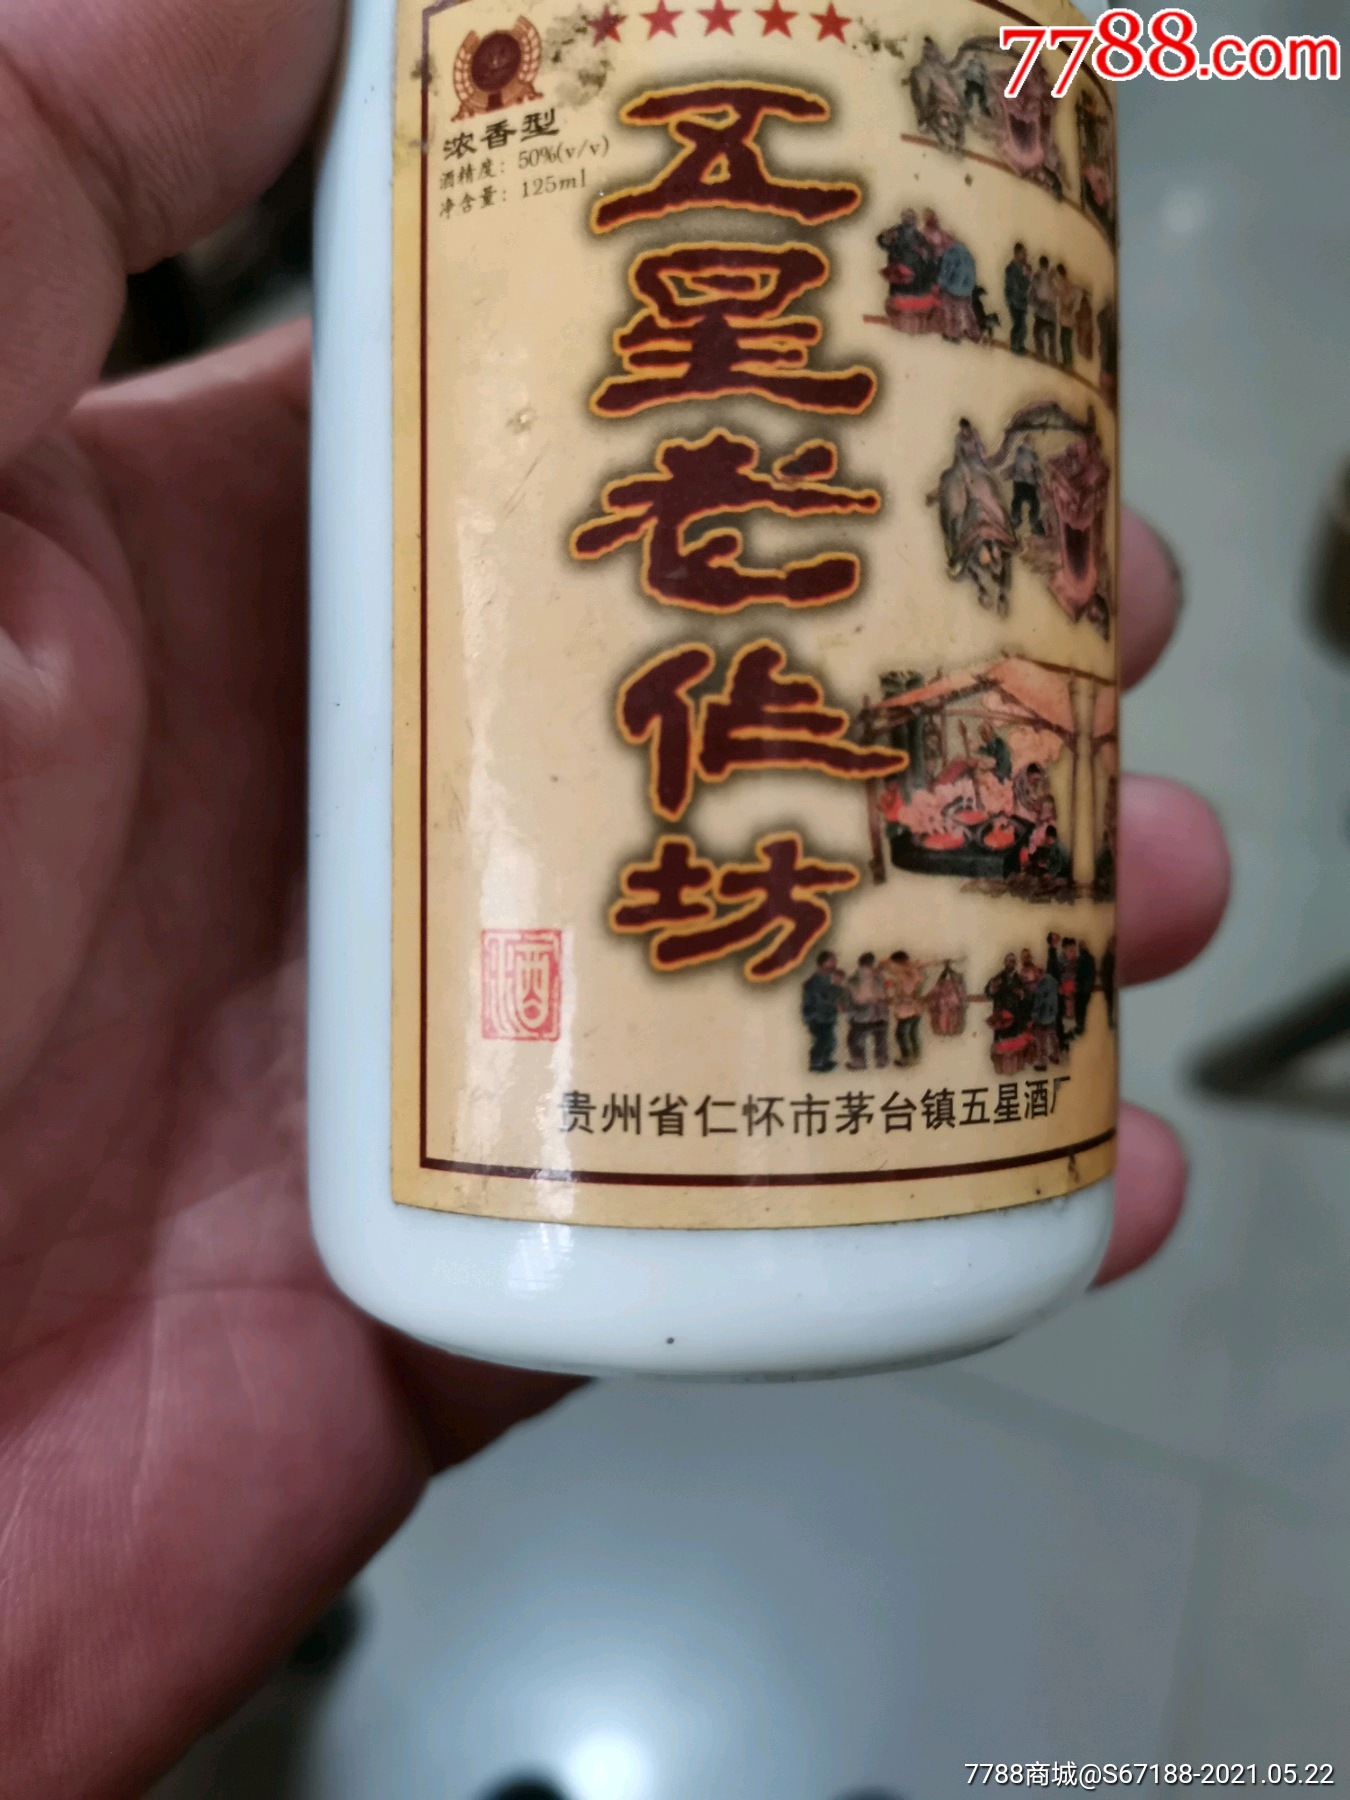 7788.com
浓香型
酒精度：50%(v/v)
净含量：125ml
五星老作坊
酒
贵州省仁怀市茅台镇五星酒厂
7788商城@S67188-2021.05.22